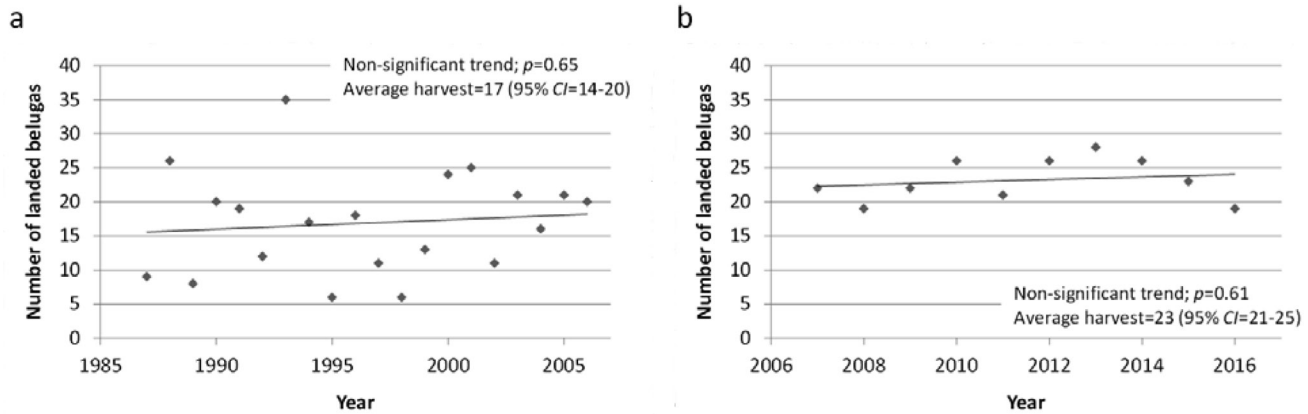 a
Number of landed belugas
40
35
30
25
20
15
10
5
0
Non-significant trend; p=0.65
Average harvest=17 (95% CI=14-20)
1985 1990 1995 2000 2005
Year
b
Number of landed belugas
40
35
30
25
20
15
10
5
0
Non-significant trend; p=0.61
Average harvest=23 (95% CI=21-25)
2006 2008 2010 2012 2014 2016
Year